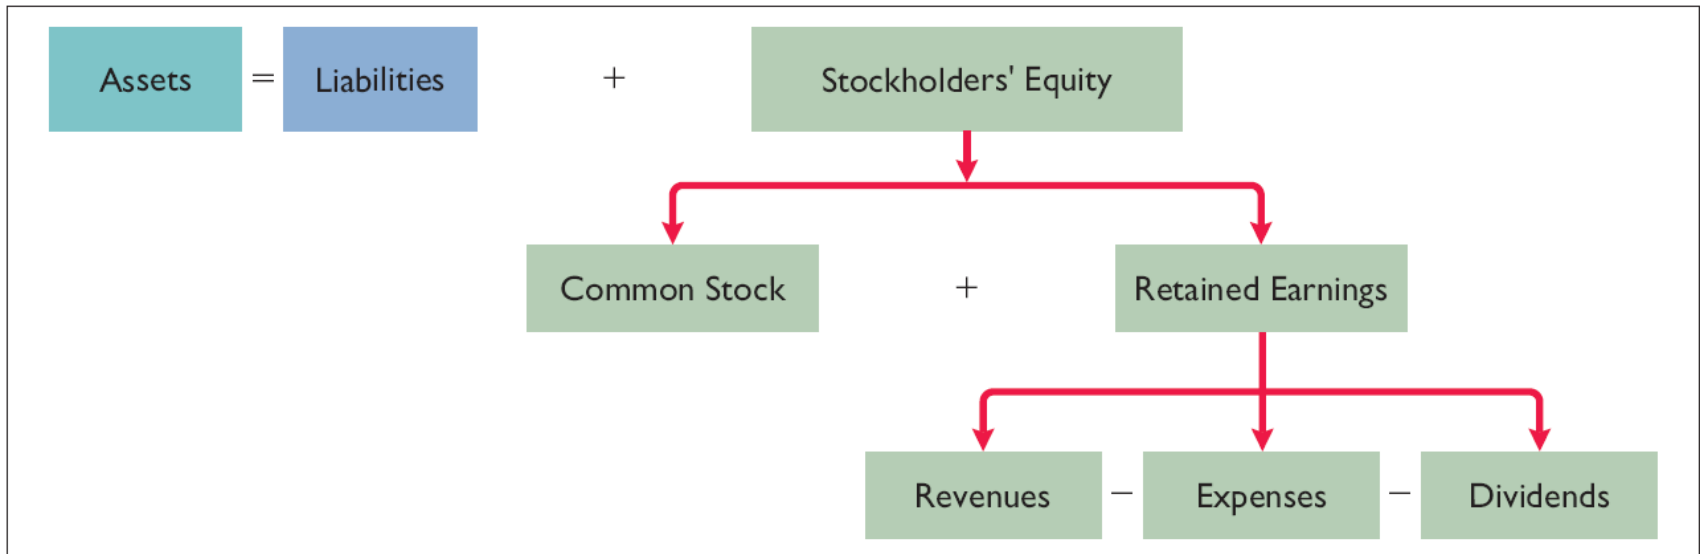 Assets = Liabilities + Stockholders' Equity
Common Stock + Retained Earnings
Revenues – Expenses – Dividends